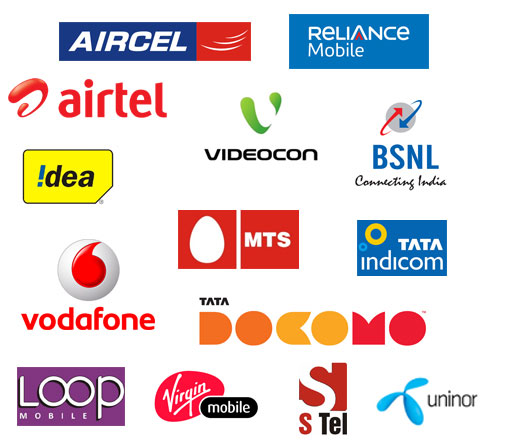 AIRCEL
RELIANCE
Mobile
airtel
VIDEOCON
BSNL
Connecting India
!dea
MTS
TATA
indicom
vodafone
TATA
DOCOMO
LOOP
MOBILE
Virgin
mobile
S
S Tel
uninor